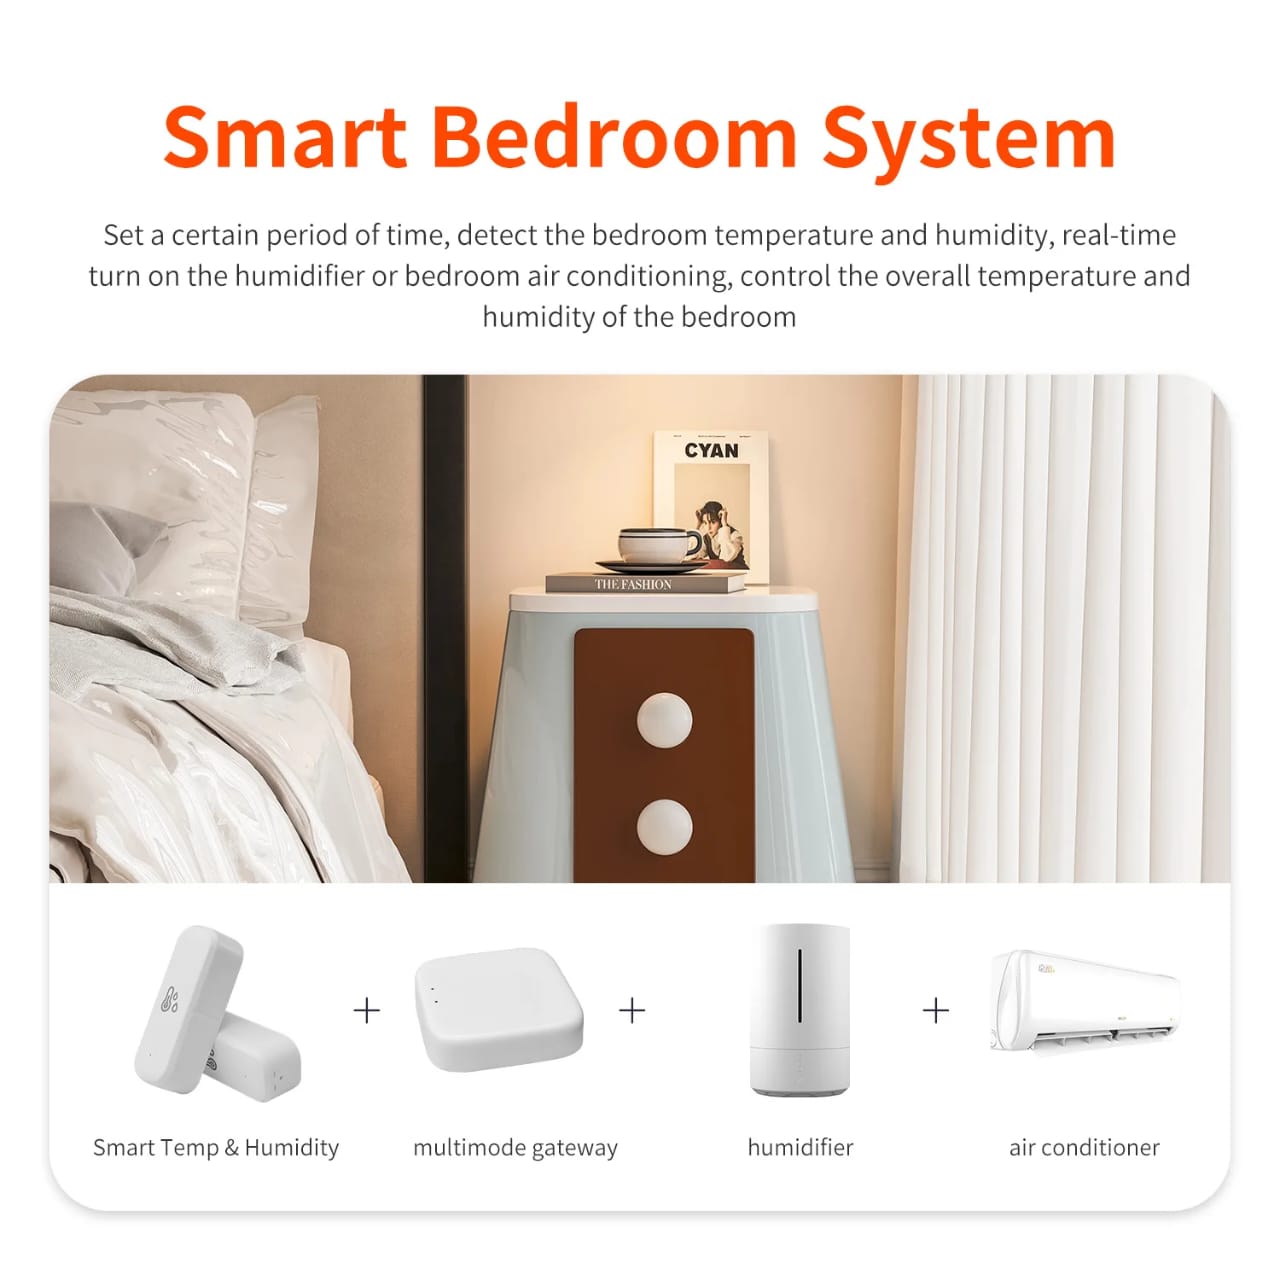 Smart Bedroom System
Set a certain period of time, detect the bedroom temperature and humidity, real-time
turn on the humidifier or bedroom air conditioning, control the overall temperature and
humidity of the bedroom
CYAN
THE FASHION
Smart Temp & Humidity
multimode gateway
humidifier
air conditioner